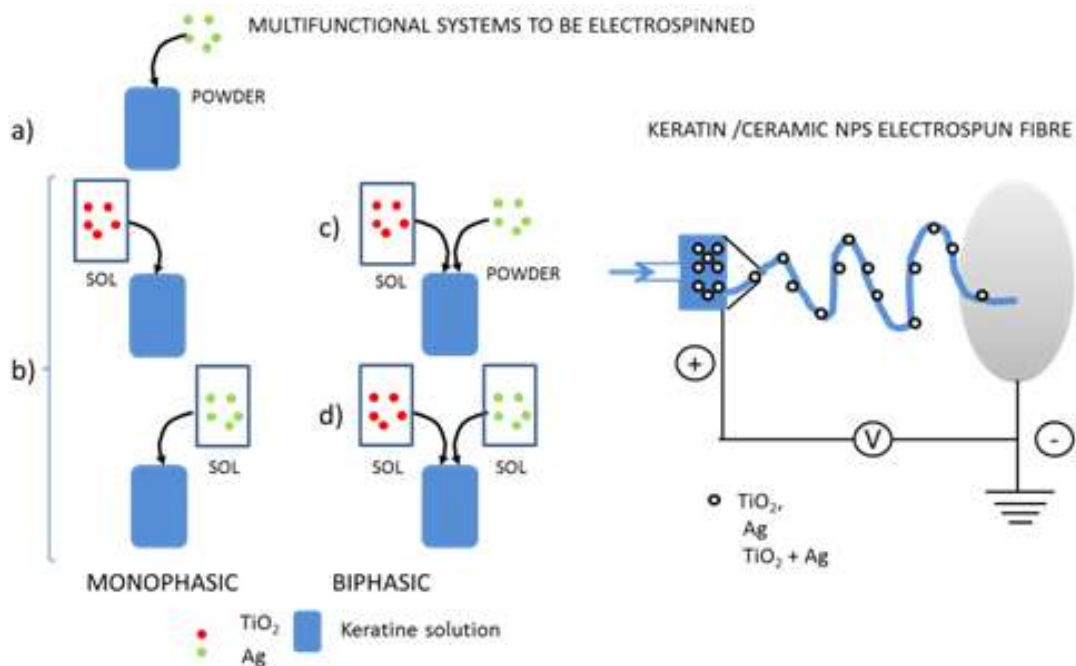 MULTIFUNCTIONAL SYSTEMS TO BE ELECTROSPINNED
POWDER
a)
SOL
b)
SOL
MONOPHASIC
c)
SOL
POWDER
d)
SOL
SOL
BIPHASIC
TiO₂
Ag
Keratine solution
KERATIN /CERAMIC NPS ELECTROSPUN FIBRE
+
V
-
TiO₂,
Ag
TiO₂ + Ag